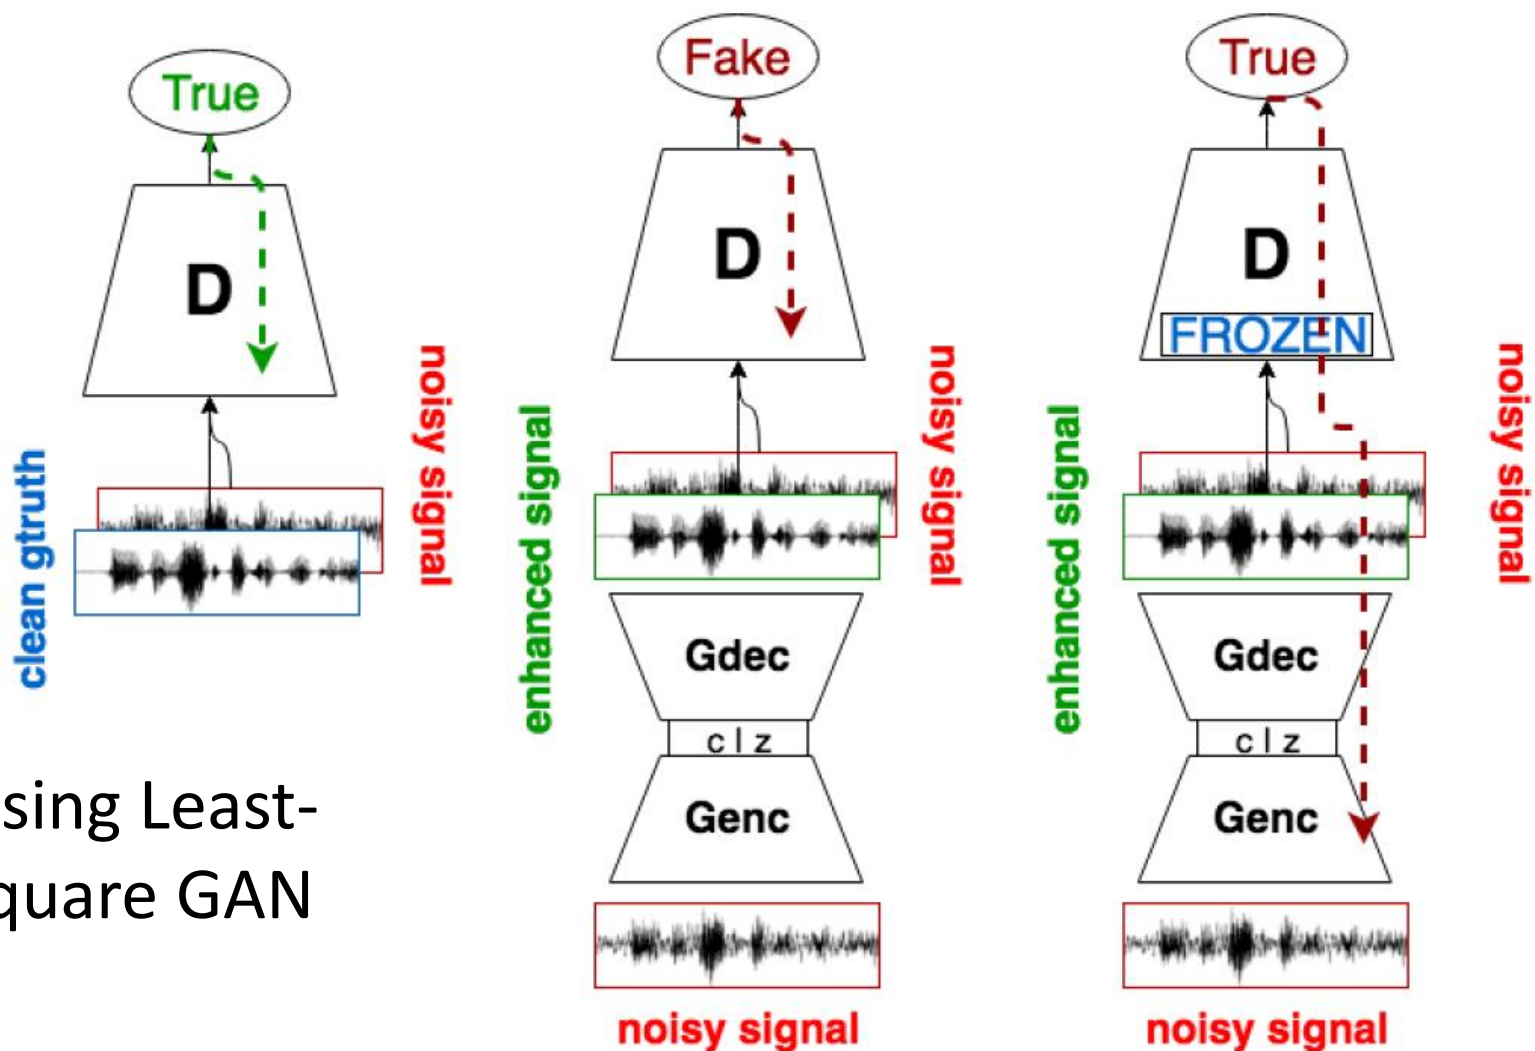 True
D
clean gtruth
noisy signal
sing Least-
quare GAN
Fake
D
enhanced signal
noisy signal
Gdec
c | z
Genc
noisy signal
True
D
FROZEN
enhanced signal
noisy signal
Gdec
c | z
Genc
noisy signal